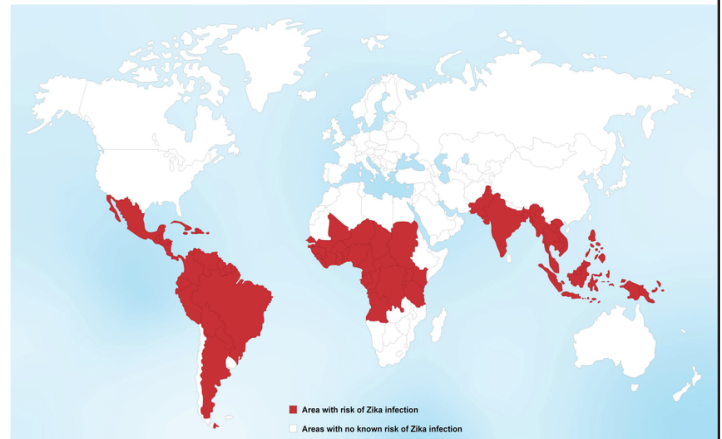 Area with risk of Zika infection
Areas with no known risk of Zika infection